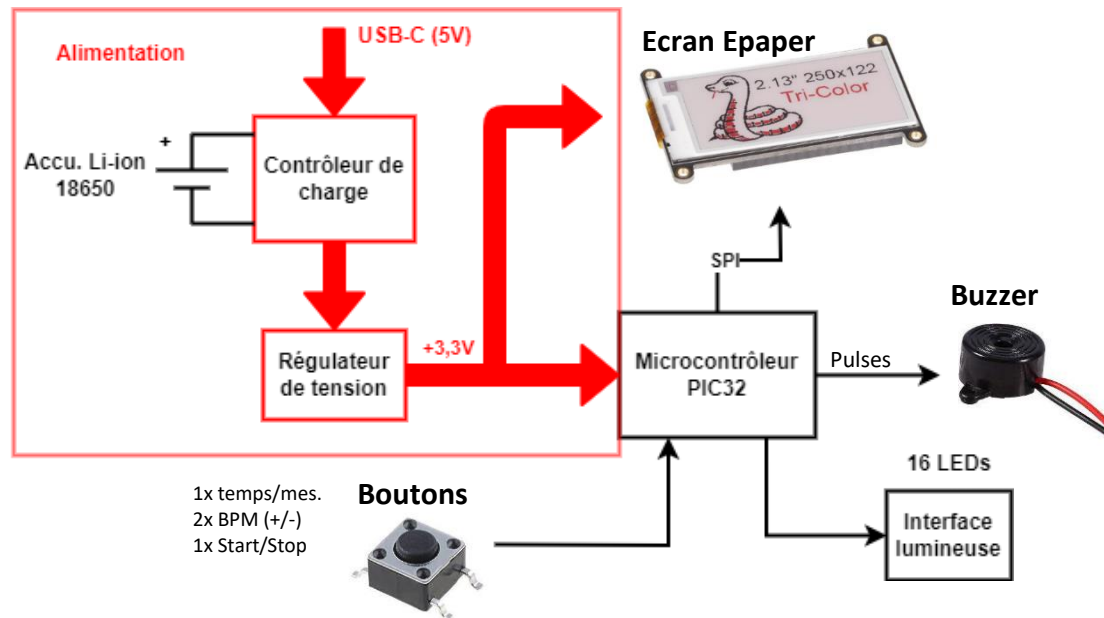 Alimentation
USB-C (5V)
Ecran Epaper
2.13" 250x122
Tri-Color
+
Accu. Li-ion
18650
Contrôleur de
charge
SPI
Buzzer
Régulateur
de tension
+3,3V
Microcontrôleur
PIC32
Pulses
16 LEDs
1x temps/mes.
2x BPM (+/-)
1x Start/Stop
Boutons
Interface
lumineuse